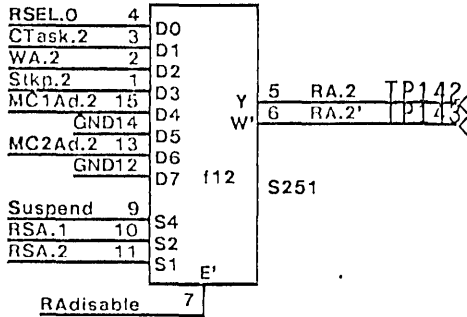 RSEL.0 4 D0
CTask.2 3 D1
WA.2 2 D2
Stkp.2 1 D3
MC1Ad.2 15 D4
GND14 D5
MC2Ad.2 13 D6
GND12 D7
Y 5 RA.2 TP142
W' 6 RA.2' TP143
f12
S251
Suspend 9 S4
RSA.1 10 S2
RSA.2 11 S1
E'
RAdisable 7